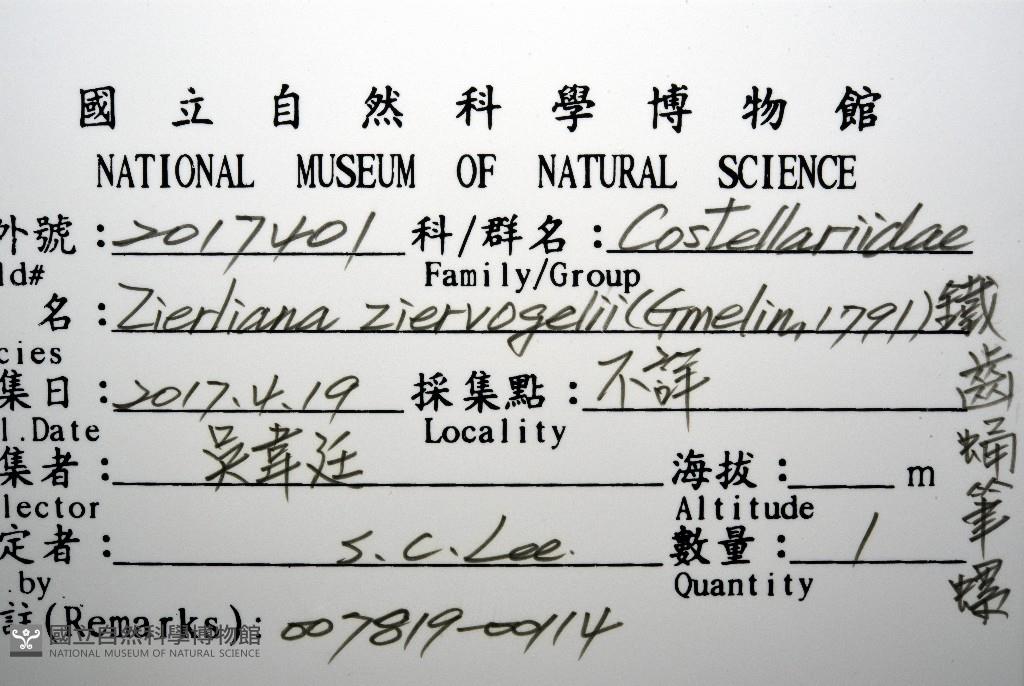 國立自然科學博物館
NATIONAL MUSEUM OF NATURAL SCIENCE
外號：2017401 科/群名：Costellariidae
ld# Family/Group
名：Zierliana ziervogelii (Gmelin, 1791) 鐵齒蛹筆螺
cies
集日：2017.4.19 採集點：不詳
l.Date Locality
集者：吳韋廷 海拔：m
lector Altitude
定者：S.C.Lee. 數量：1
.by Quantity
註(Remarks)：007819-00114
國立自然科學博物館
NATIONAL MUSEUM OF NATURAL SCIENCE